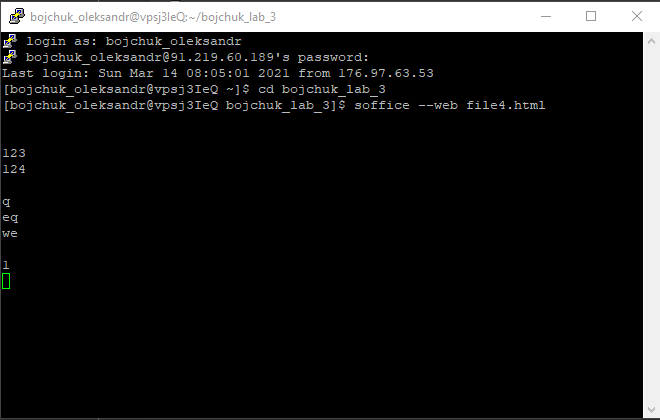 bojchuk_oleksandr@vpsj3IeQ:~/bojchuk_lab_3
login as: bojchuk_oleksandr
bojchuk_oleksandr@91.219.60.189's password:
Last login: Sun Mar 14 08:05:01 2021 from 176.97.63.53
[bojchuk_oleksandr@vpsj3IeQ ~]$ cd bojchuk_lab_3
[bojchuk_oleksandr@vpsj3IeQ bojchuk_lab_3]$ soffice --web file4.html
123
124
q
eq
we
l